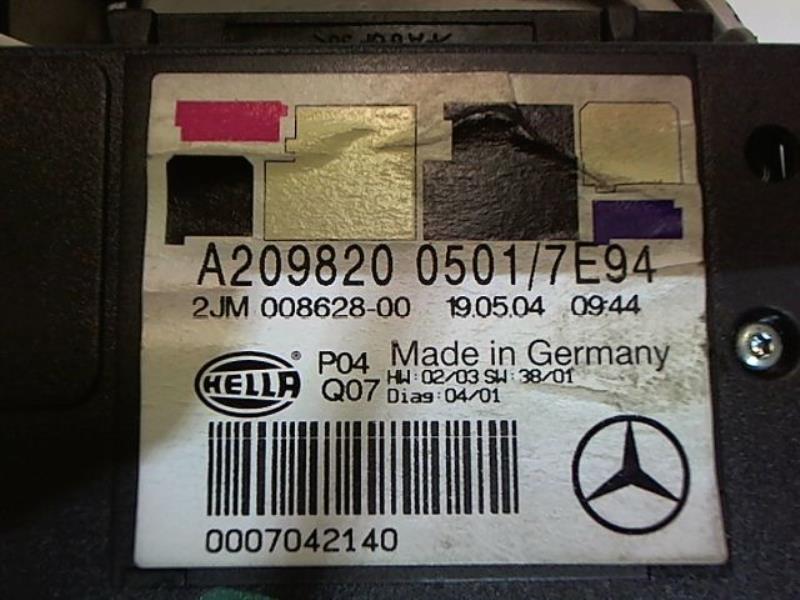 A209820 0501/7E94
2JM 008628-00 19.05.04 09:44
HELLA ® P04 Made in Germany
Q07 HW:02/03 SW:38/01
Diag:04/01
0007042140